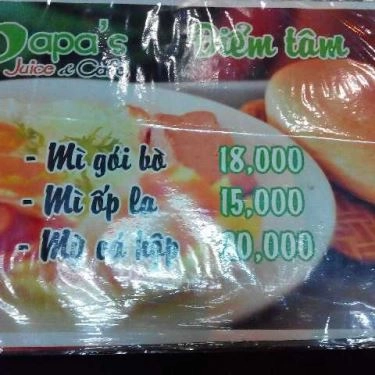 Papa's
Juice & Cafe
Điểm tâm
- Mì gói bò 18,000
- Mì ốp la 15,000
- Mì cá hộp 20,000